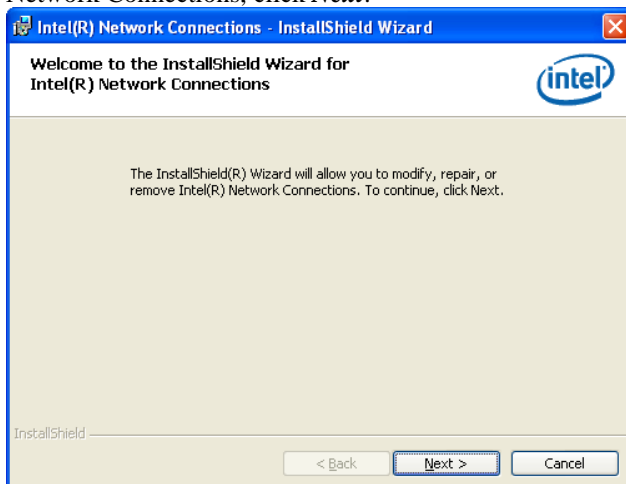 Network Connections, click Next.
Intel(R) Network Connections - InstallShield Wizard
Welcome to the InstallShield Wizard for
Intel(R) Network Connections
intel
The InstallShield(R) Wizard will allow you to modify, repair, or
remove Intel(R) Network Connections. To continue, click Next.
InstallShield
< Back Next > Cancel